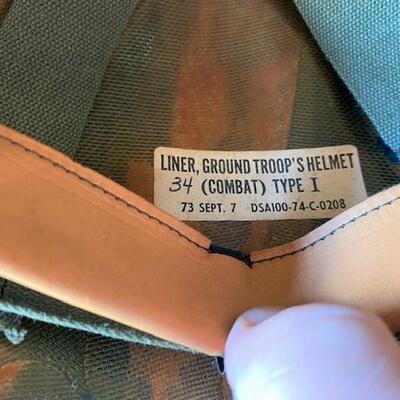 LINER, GROUND TROOP'S HELMET
34 (COMBAT) TYPE I
73 SEPT. 7 DSA100-74-C-0208